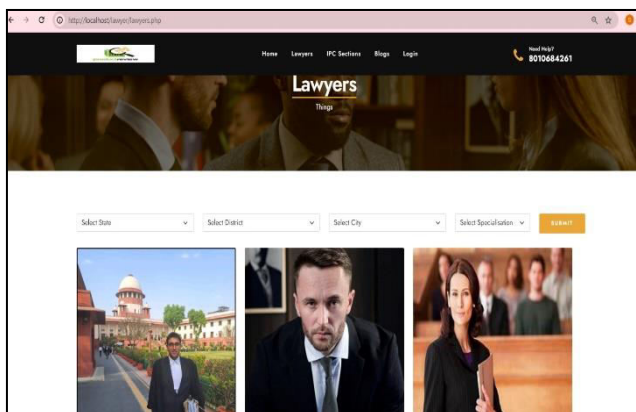 http://localhost/lawyer/lawyers.php
Home Lawyers IPC Sections Blogs Login
Need Help?
8010684261
Lawyers
Things
Select State Select District Select City Select Specialisation SUBMIT